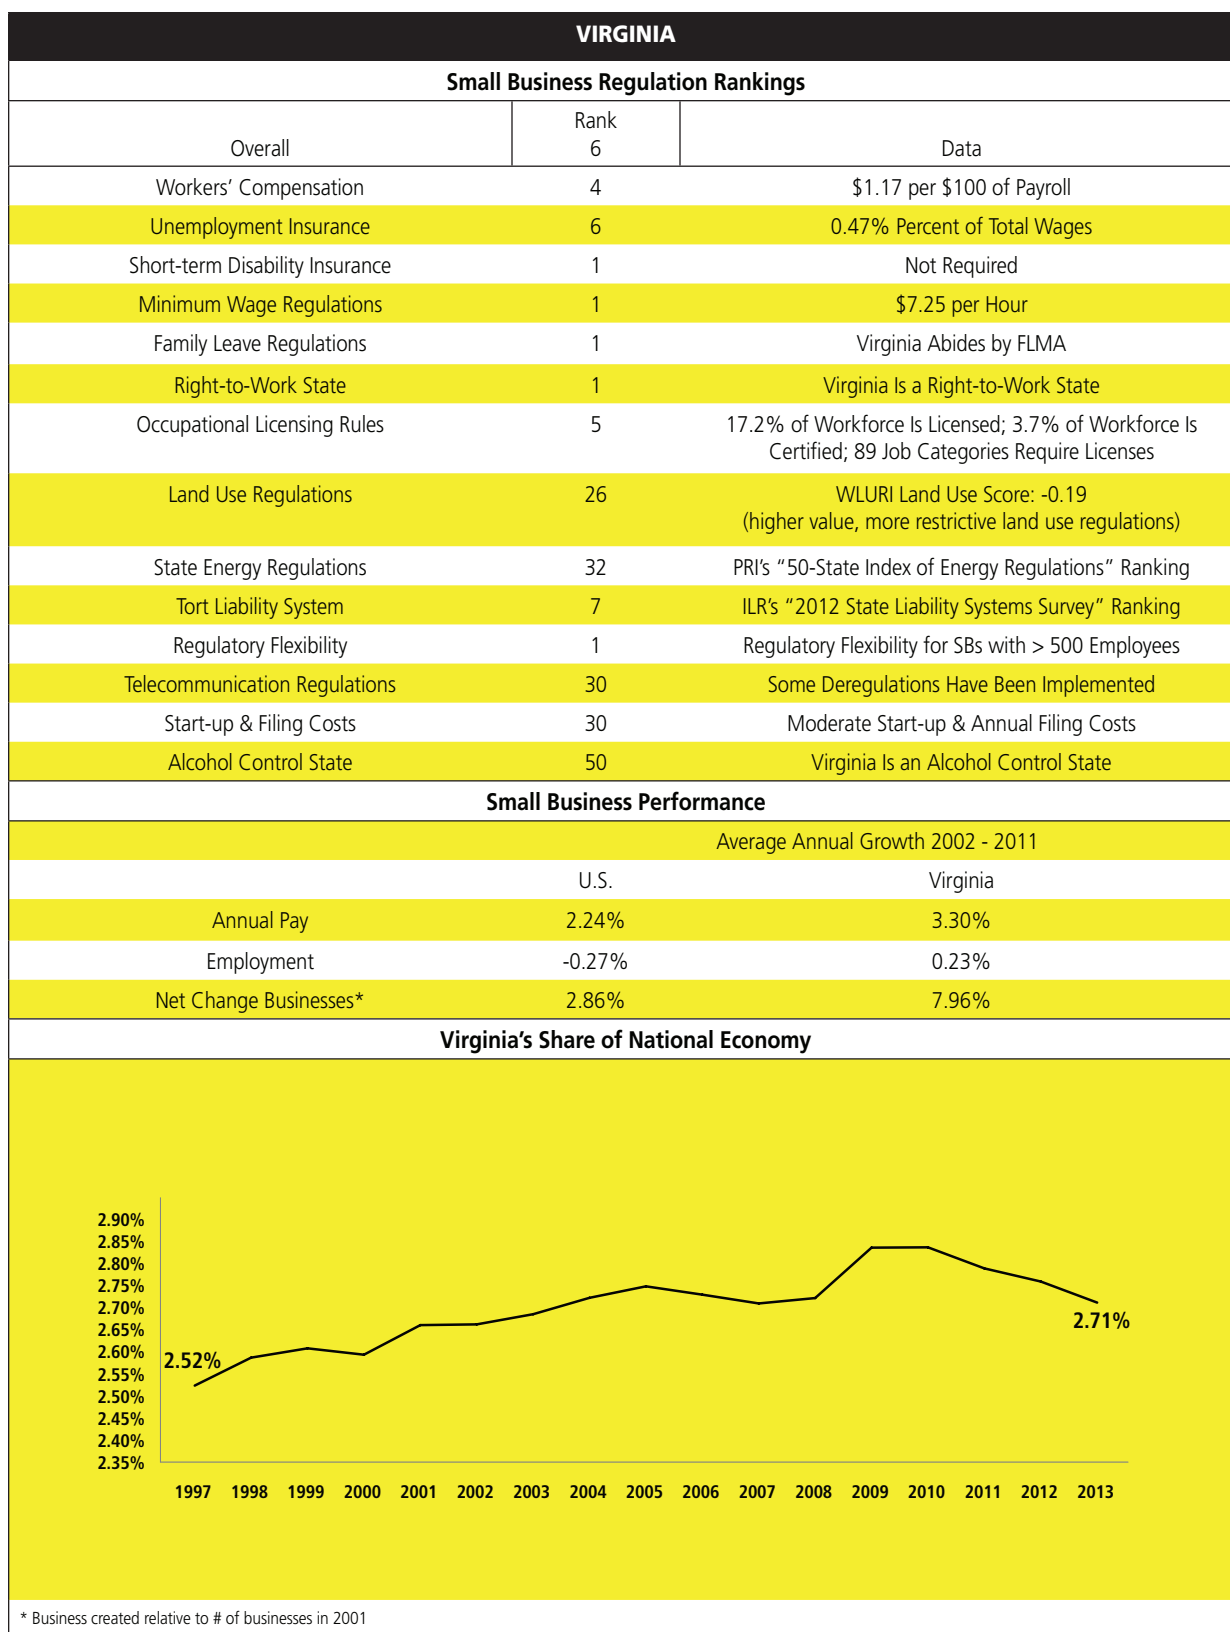 VIRGINIA
Small Business Regulation Rankings
Rank
Overall 6 Data
Workers' Compensation 4 $1.17 per $100 of Payroll
Unemployment Insurance 6 0.47% Percent of Total Wages
Short-term Disability Insurance 1 Not Required
Minimum Wage Regulations 1 $7.25 per Hour
Family Leave Regulations 1 Virginia Abides by FLMA
Right-to-Work State 1 Virginia Is a Right-to-Work State
Occupational Licensing Rules 5 17.2% of Workforce Is Licensed; 3.7% of Workforce Is
Certified; 89 Job Categories Require Licenses
Land Use Regulations 26 WLURI Land Use Score: -0.19
(higher value, more restrictive land use regulations)
State Energy Regulations 32 PRI's “50-State Index of Energy Regulations” Ranking
Tort Liability System 7 ILR's “2012 State Liability Systems Survey” Ranking
Regulatory Flexibility 1 Regulatory Flexibility for SBs with > 500 Employees
Telecommunication Regulations 30 Some Deregulations Have Been Implemented
Start-up & Filing Costs 30 Moderate Start-up & Annual Filing Costs
Alcohol Control State 50 Virginia Is an Alcohol Control State
Small Business Performance
Average Annual Growth 2002 - 2011
U.S. Virginia
Annual Pay 2.24% 3.30%
Employment -0.27% 0.23%
Net Change Businesses* 2.86% 7.96%
Virginia's Share of National Economy
2.90%
2.85%
2.80%
2.75%
2.70%
2.65%
2.60%
2.55%
2.50%
2.45%
2.40%
2.35%
2.52%
2.71%
1997 1998 1999 2000 2001 2002 2003 2004 2005 2006 2007 2008 2009 2010 2011 2012 2013
* Business created relative to # of businesses in 2001